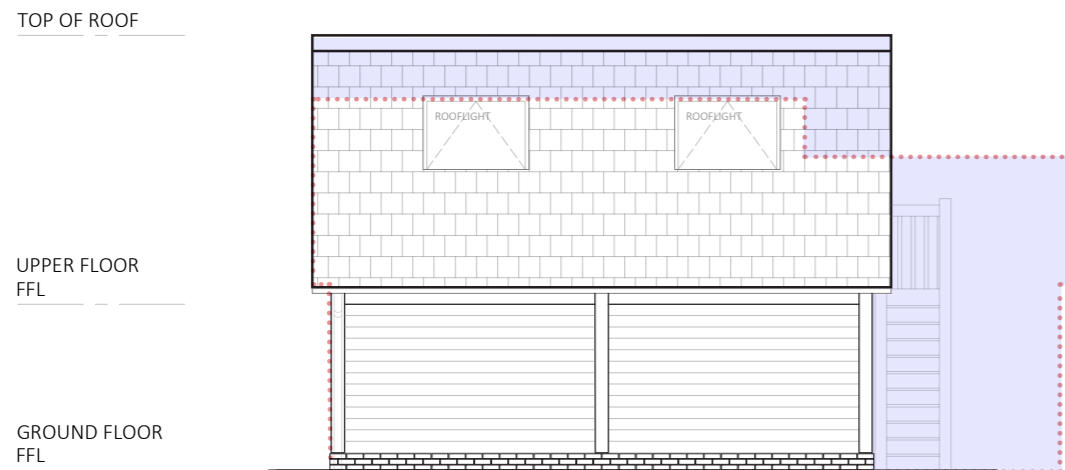 TOP OF ROOF
ROOFLIGHT
ROOFLIGHT
UPPER FLOOR
FFL
GROUND FLOOR
FFL